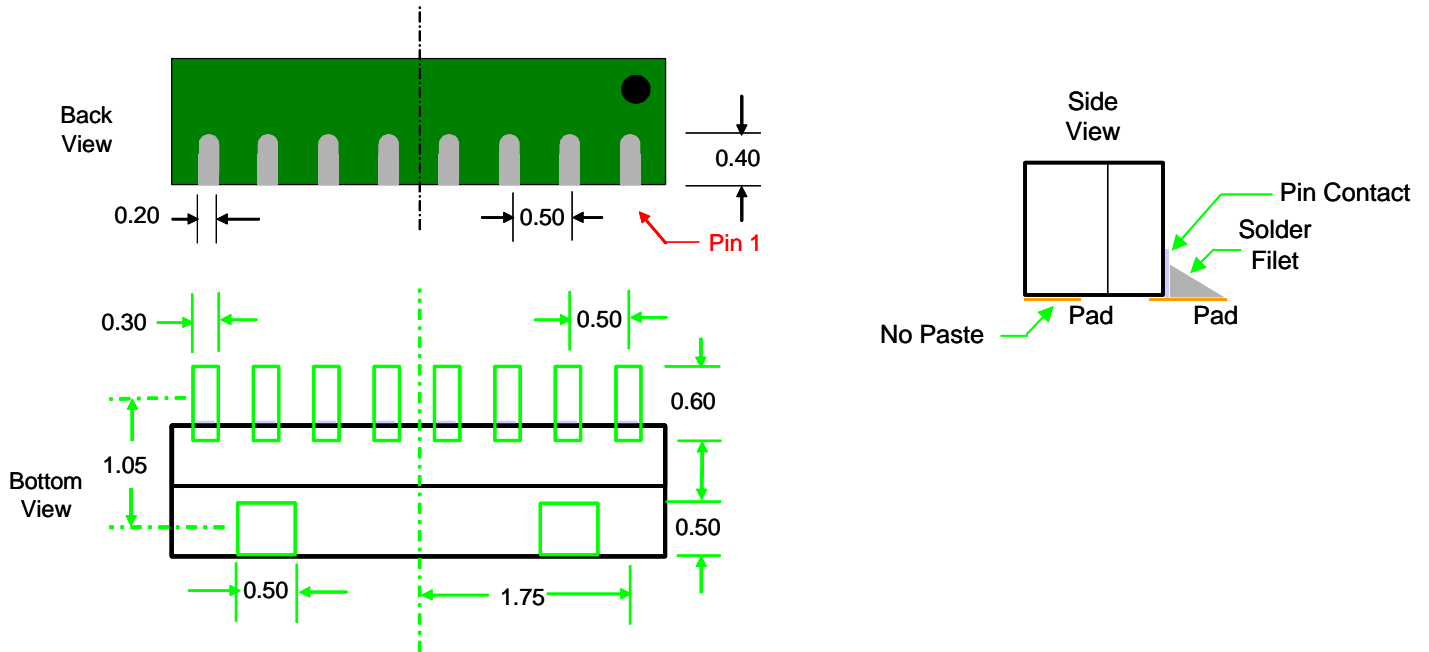 Back
View
0.20
0.50
0.40
Pin 1
0.30
0.50
0.60
1.05
Bottom
View
0.50
0.50
1.75
Side
View
Pin Contact
Solder
Filet
Pad
Pad
No Paste